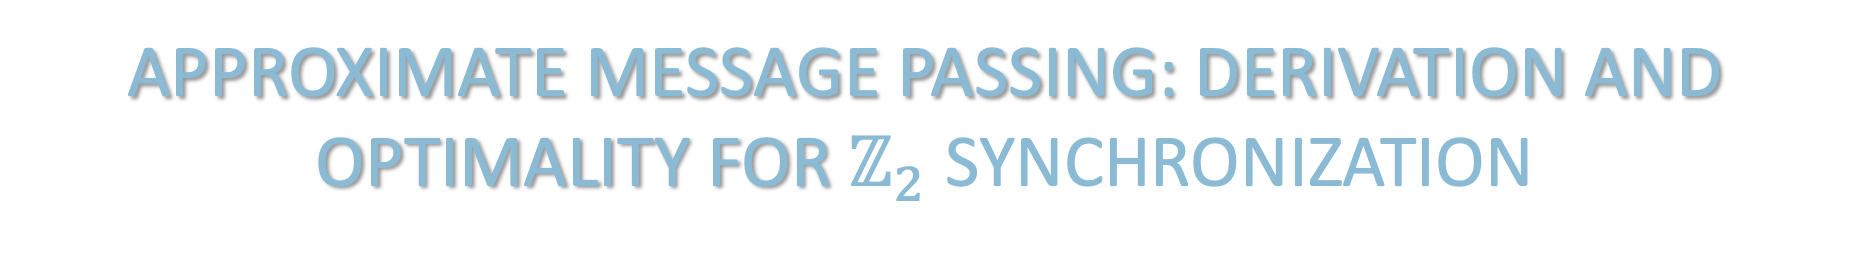 APPROXIMATE MESSAGE PASSING: DERIVATION AND
OPTIMALITY FOR ℤ₂ SYNCHRONIZATION